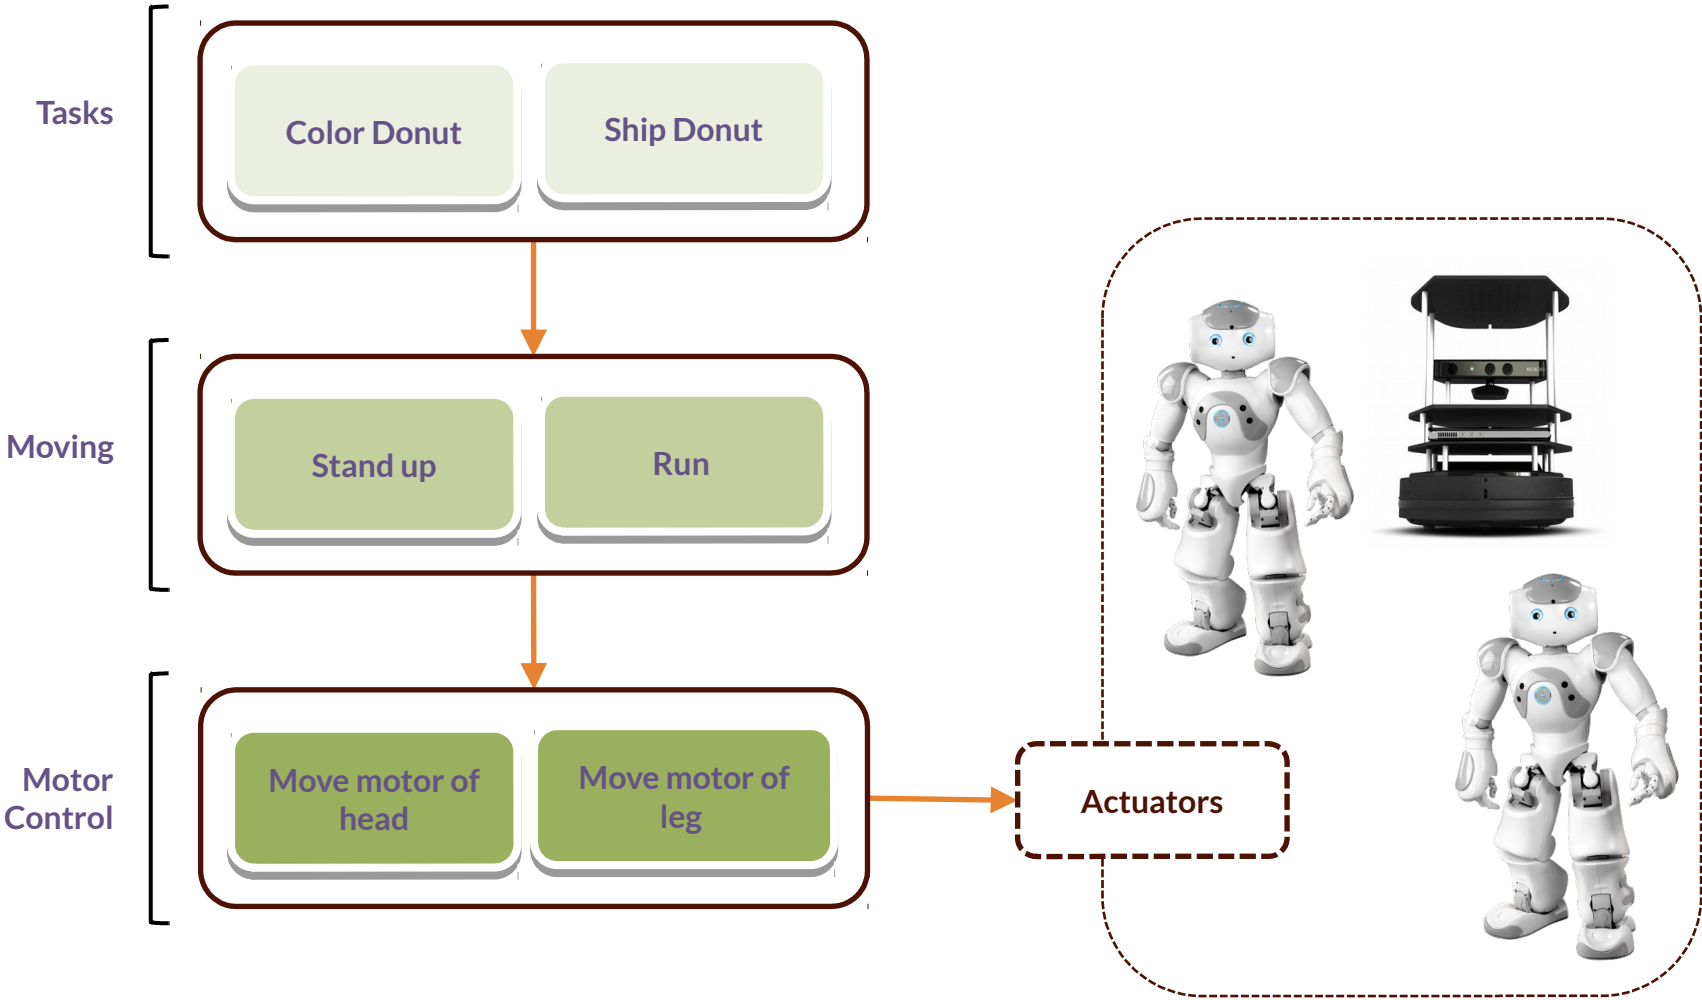 Tasks
Color Donut
Ship Donut
Moving
Stand up
Run
Motor
Control
Move motor of
head
Move motor of
leg
Actuators